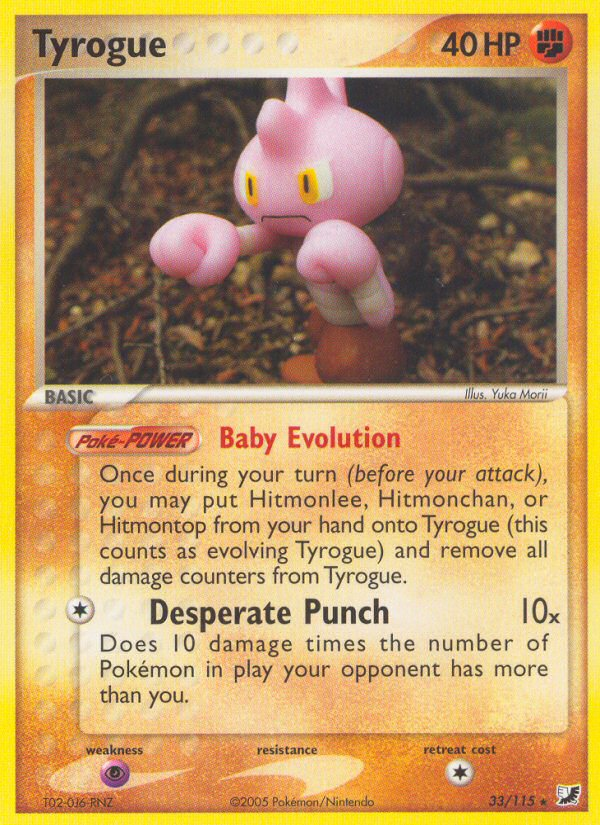 Tyrogue 40 HP
BASIC
Illus. Yuka Morii
Poké-POWER Baby Evolution
Once during your turn (before your attack),
you may put Hitmonlee, Hitmonchan, or
Hitmontop from your hand onto Tyrogue (this
counts as evolving Tyrogue) and remove all
damage counters from Tyrogue.
Desperate Punch 10x
Does 10 damage times the number of
Pokémon in play your opponent has more
than you.
weakness resistance retreat cost
T02-016-RNZ ©2005 Pokémon/Nintendo 33/115 ★